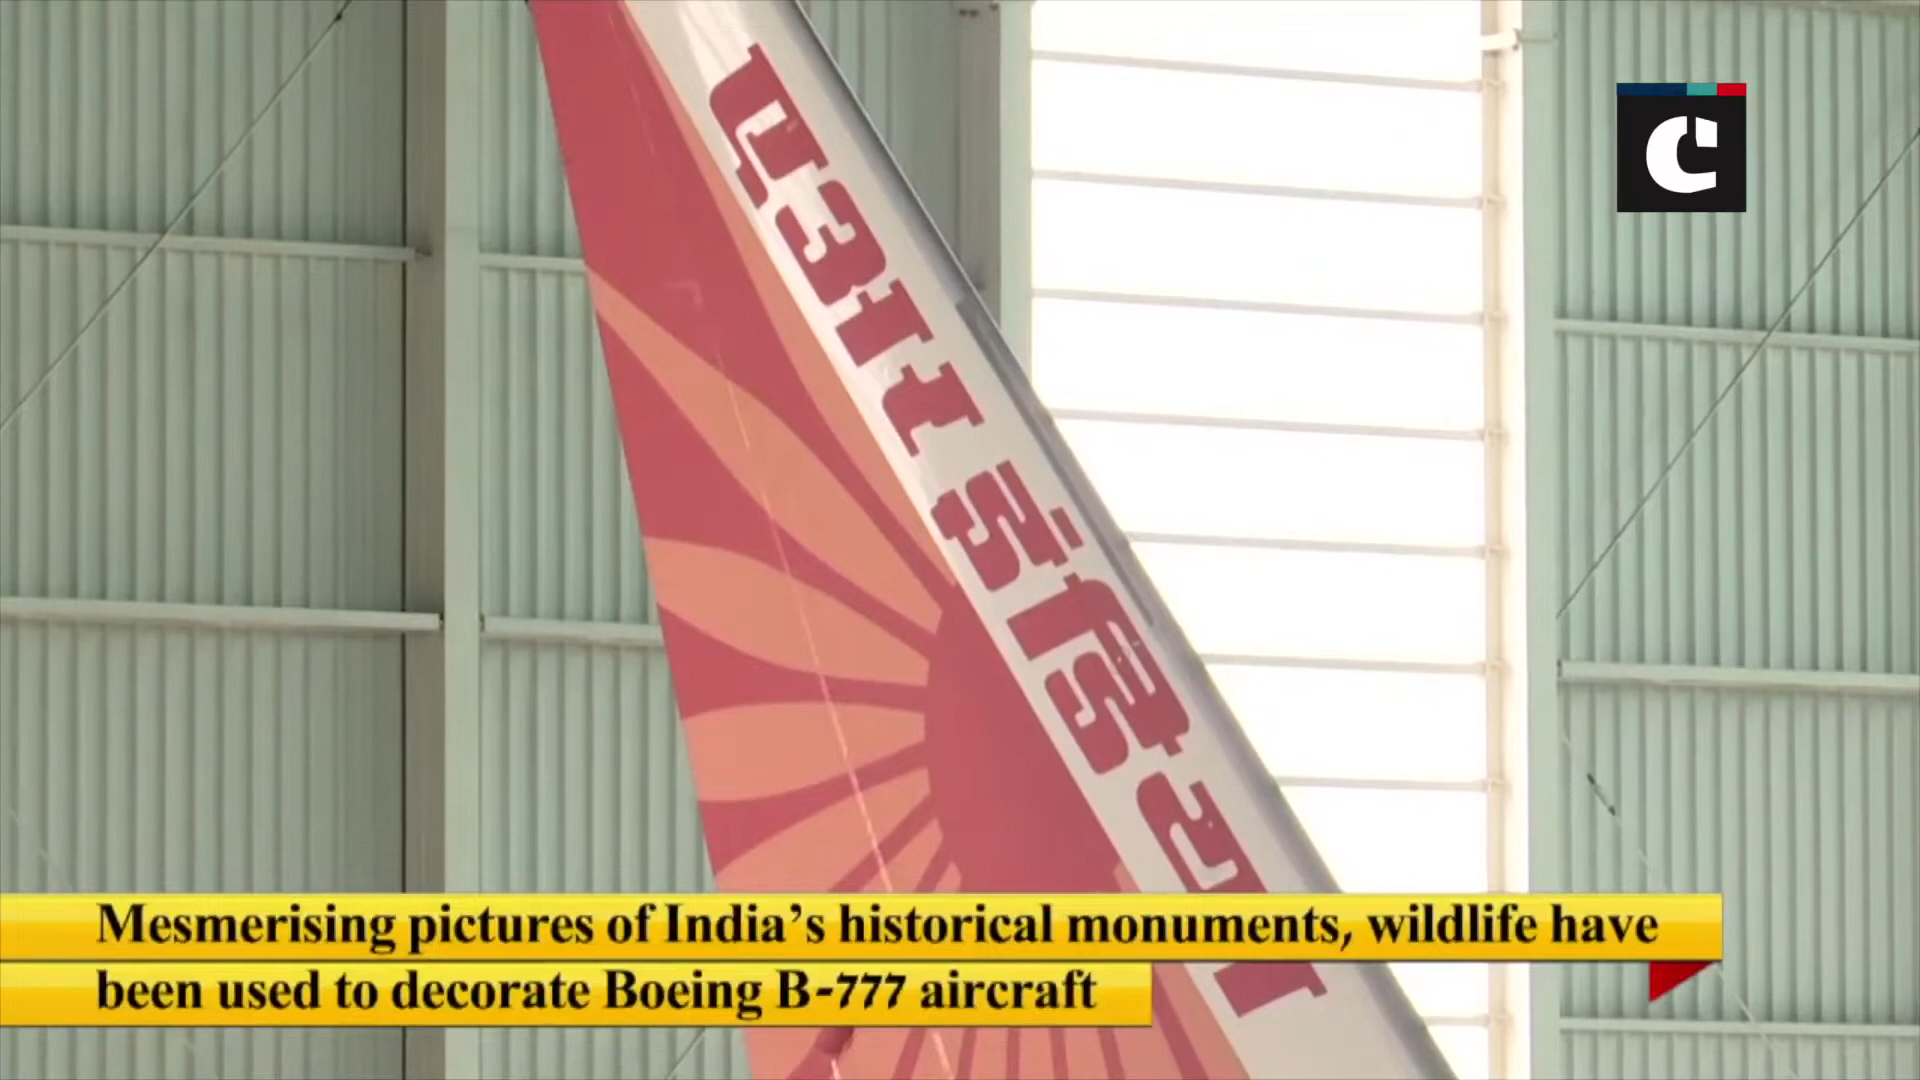 एअर इंडिया
C
Mesmerising pictures of India’s historical monuments, wildlife have
been used to decorate Boeing B-777 aircraft